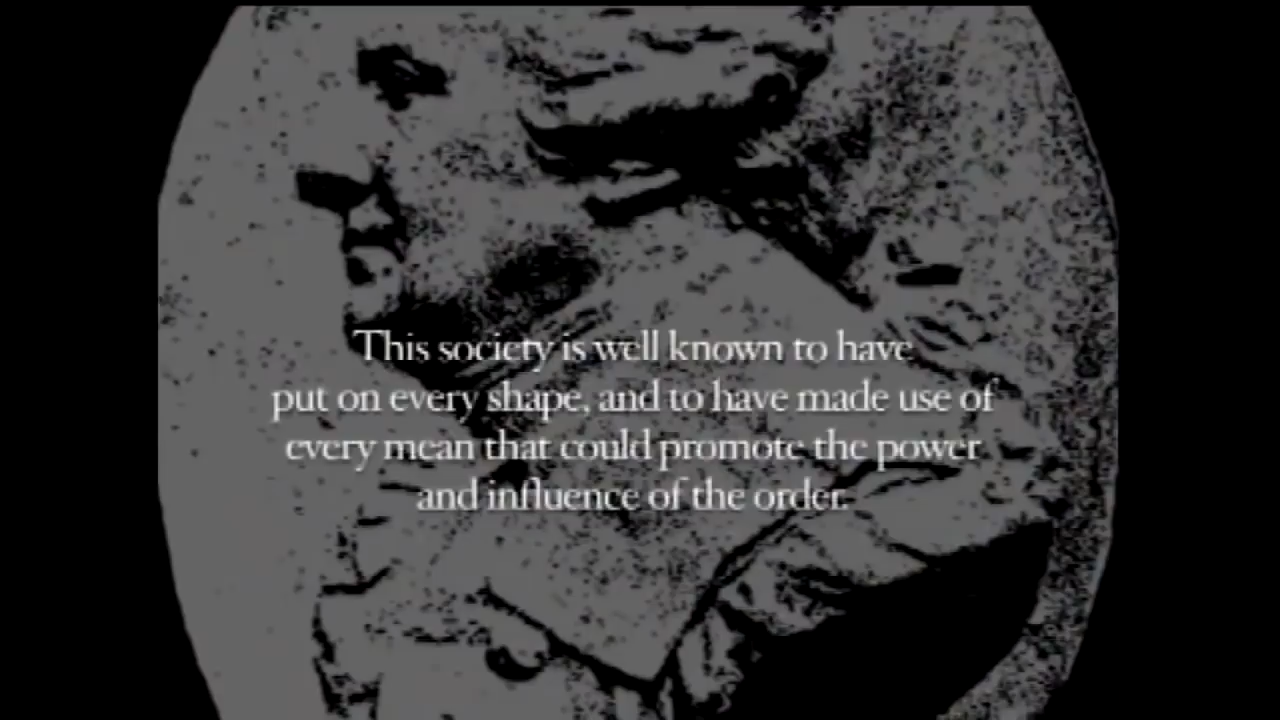 This society is well known to have
put on every shape, and to have made use of
every mean that could promote the power
and influence of the order.